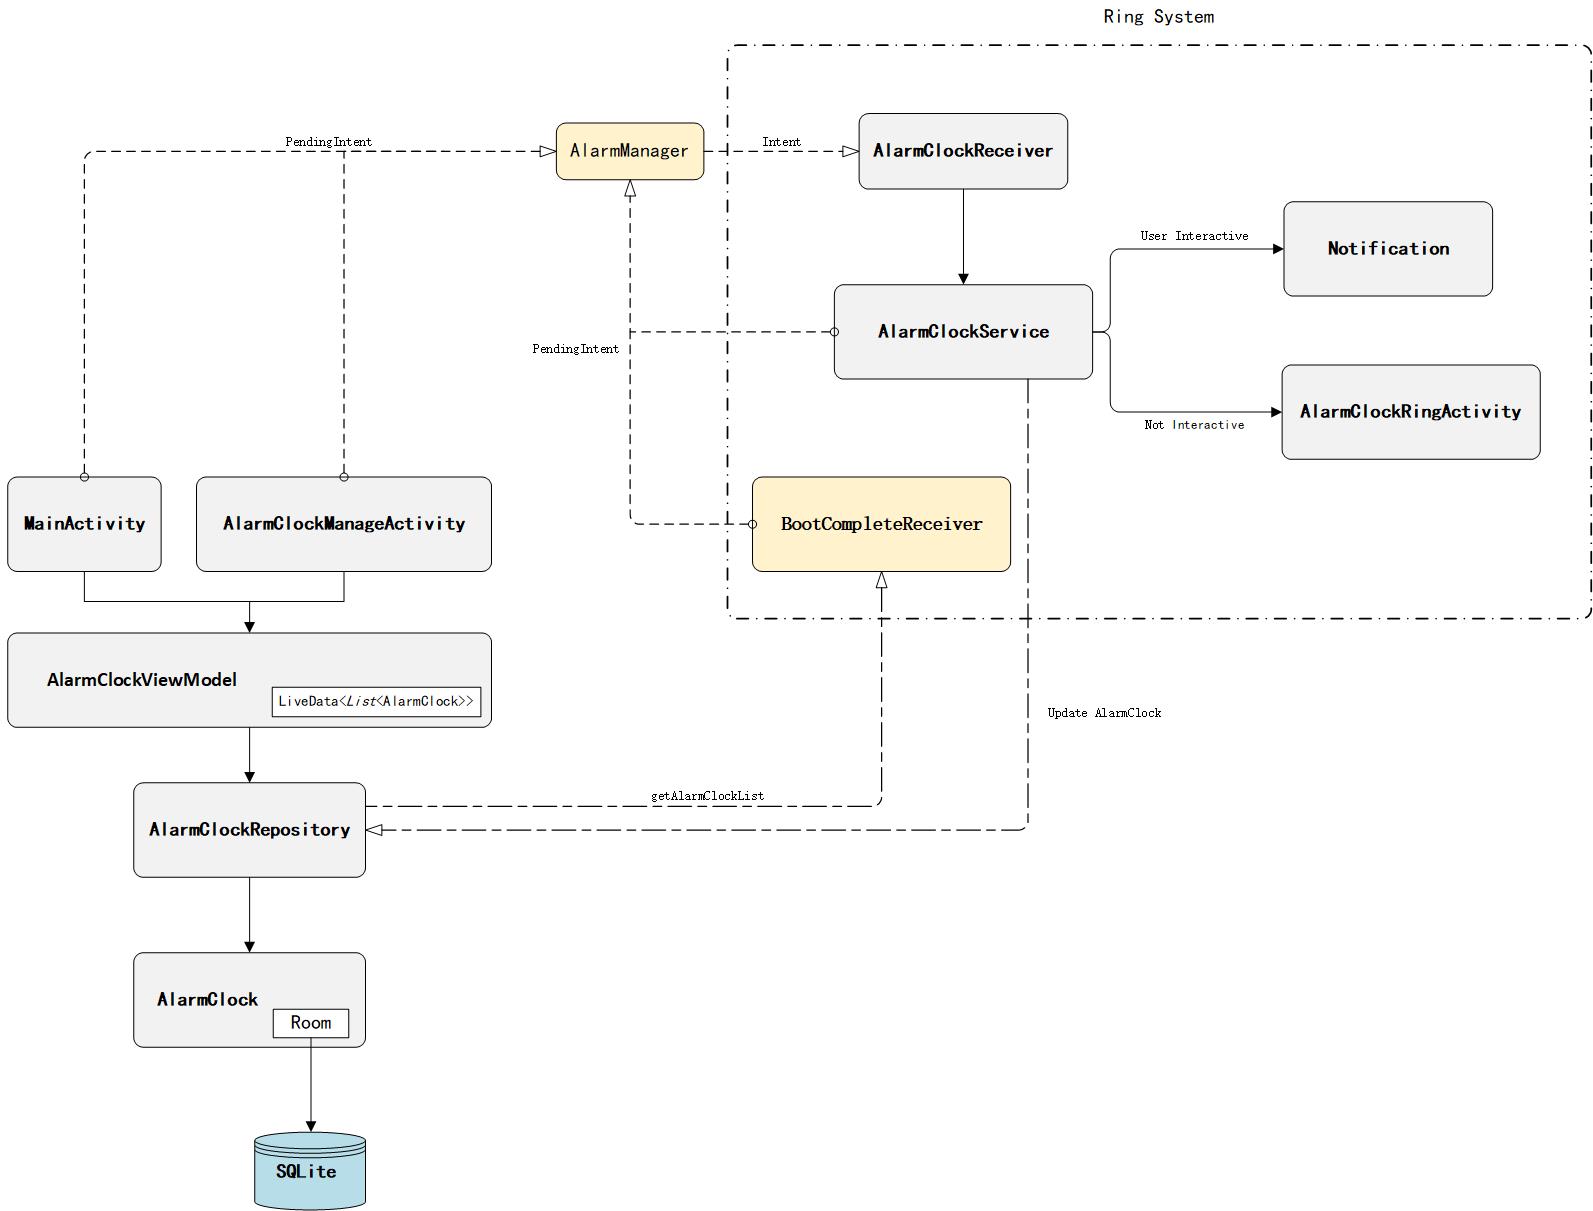 Ring System
PendingIntent
AlarmManager
Intent
AlarmClockReceiver
User Interactive
Notification
AlarmClockService
PendingIntent
AlarmClockRingActivity
Not Interactive
MainActivity
AlarmClockManageActivity
BootCompleteReceiver
AlarmClockViewModel
LiveData<List<AlarmClock>>
Update AlarmClock
getAlarmClockList
AlarmClockRepository
AlarmClock
Room
SQLite